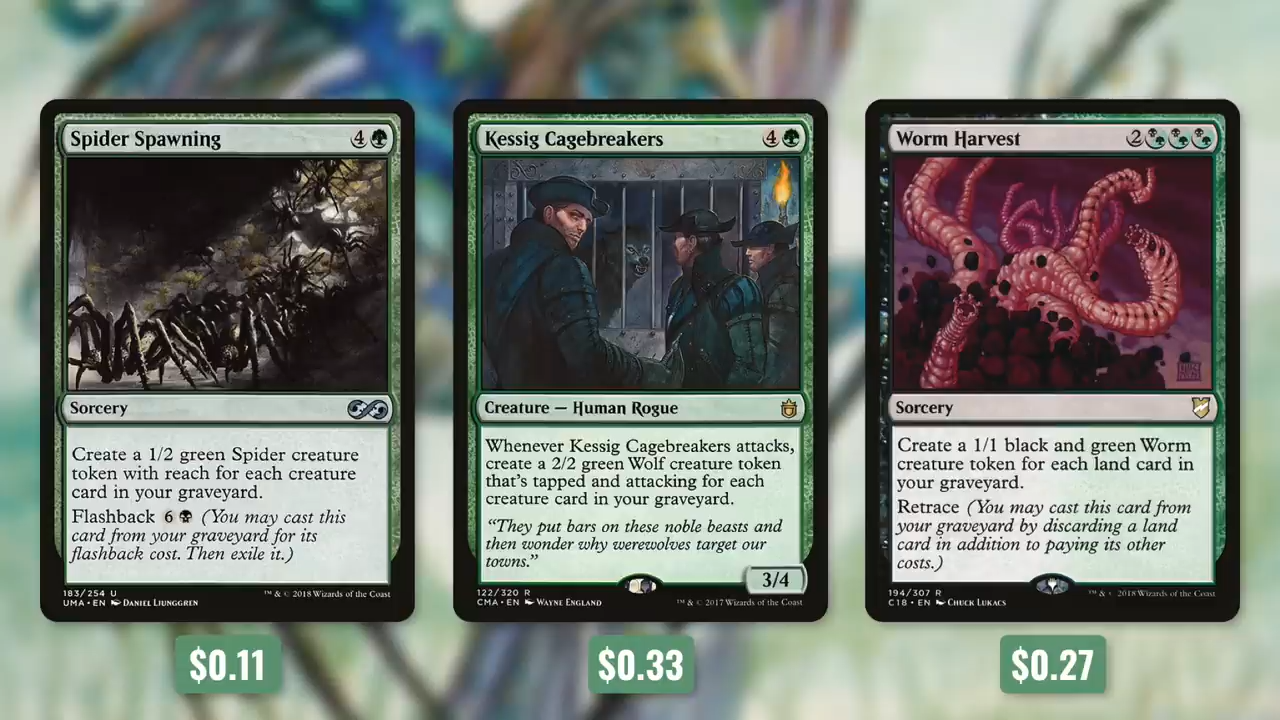 Spider Spawning 4
Sorcery
Create a 1/2 green Spider creature
token with reach for each creature
card in your graveyard.
Flashback 6 (You may cast this
card from your graveyard for its
flashback cost. Then exile it.)
183/254 U
UMA • EN Daniel Ljunggren
™ & © 2018 Wizards of the Coast
$0.11
Kessig Cagebreakers 4
Creature — Human Rogue
Whenever Kessig Cagebreakers attacks,
create a 2/2 green Wolf creature token
that's tapped and attacking for each
creature card in your graveyard.
“They put bars on these noble beasts and
then wonder why werewolves target our
towns.”
3/4
122/320 R
CMA • EN Wayne England
™ & © 2017 Wizards of the Coast
$0.33
Worm Harvest 2
Sorcery
Create a 1/1 black and green Worm
creature token for each land card in
your graveyard.
Retrace (You may cast this card from
your graveyard by discarding a land
card in addition to paying its other
costs.)
194/307 R
C18 • EN Chuck Lukacs
™ & © 2018 Wizards of the Coast
$0.27